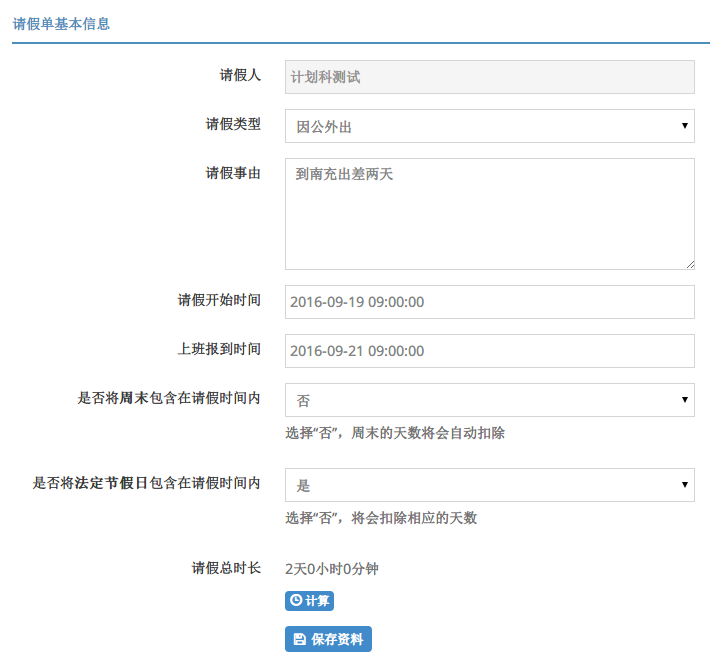 请假单基本信息
请假人 计划科测试
请假类型 因公外出
请假事由 到南充出差两天
请假开始时间 2016-09-19 09:00:00
上班报到时间 2016-09-21 09:00:00
是否将周末包含在请假时间内 否
选择“否”，周末的天数将会自动扣除
是否将法定节假日包含在请假时间内 是
选择“否”，将会扣除相应的天数
请假总时长 2天0小时0分钟
计算
保存资料